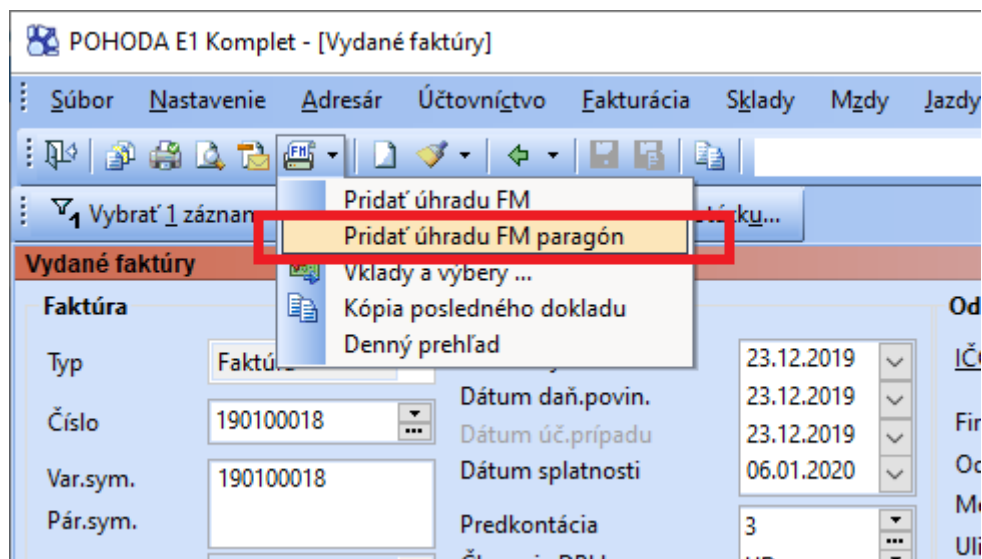 POHODA E1 Komplet - [Vydané faktúry]
Súbor Nastavenie Adresár Účtovníctvo Fakturácia Sklady Mzdy Jazdy
FM
Vybrať 1 záznam
Pridať úhradu FM
Pridať úhradu FM paragón
Vklady a výbery ...
Kópia posledného dokladu
Denný prehľad
Vydané faktúry
Faktúra
Typ
23.12.2019
Dátum daň.povin. 23.12.2019
Číslo 190100018
Dátum úč.prípadu 23.12.2019
Var.sym. 190100018
Dátum splatnosti 06.01.2020
Pár.sym.
Predkontácia 3